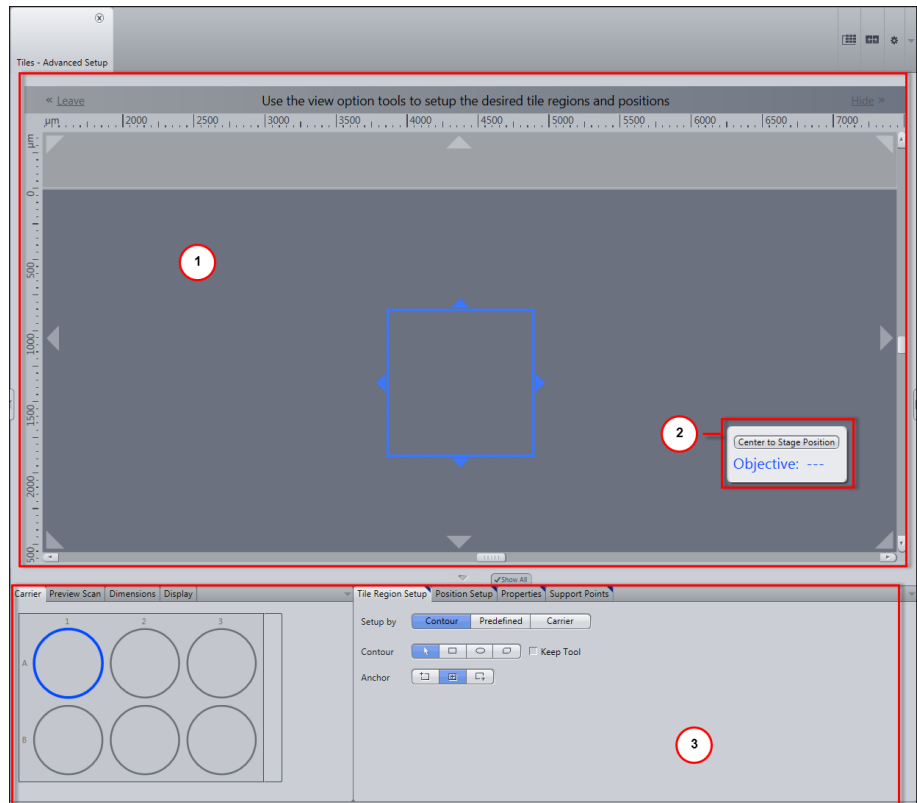 Tiles - Advanced Setup
« Leave
Use the view option tools to setup the desired tile regions and positions
Hide »
µm 2000 2500 3000 3500 4000 4500 5000 5500 6000 6500 7000
µm
0
500
1000
1500
2000
500
1
2
Center to Stage Position
Objective: ---
Show All
Carrier Preview Scan Dimensions Display
Tile Region Setup Position Setup Properties Support Points
1 2 3
A
B
Setup by Contour Predefined Carrier
Contour Keep Tool
Anchor
3